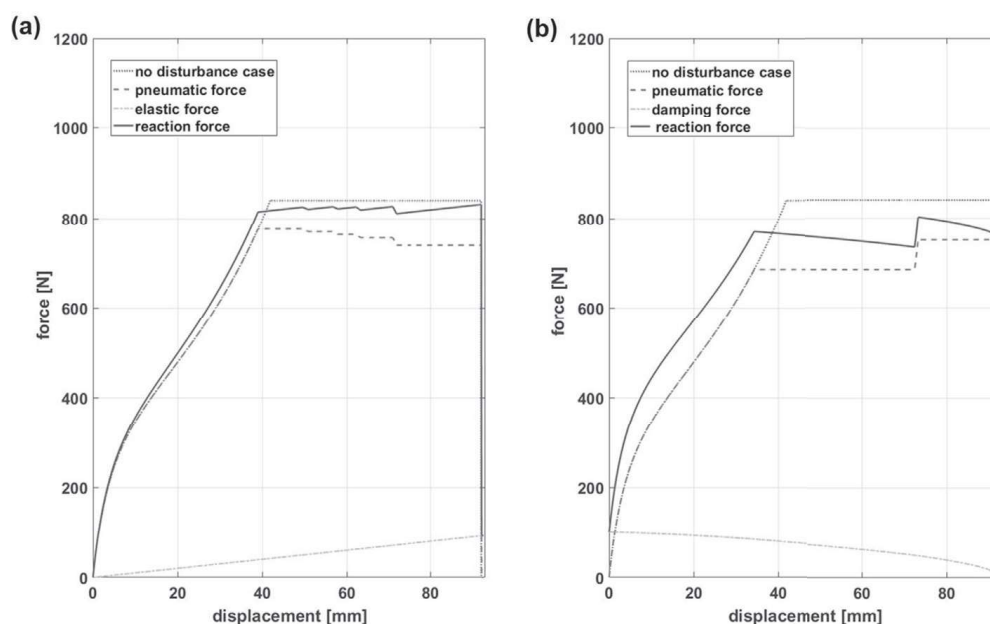 (a)
1200
1000
800
600
400
200
0
force [N]
no disturbance case
pneumatic force
elastic force
reaction force
0 20 40 60 80
displacement [mm]
(b)
1200
1000
800
600
400
200
0
force [N]
no disturbance case
pneumatic force
damping force
reaction force
0 20 40 60 80
displacement [mm]